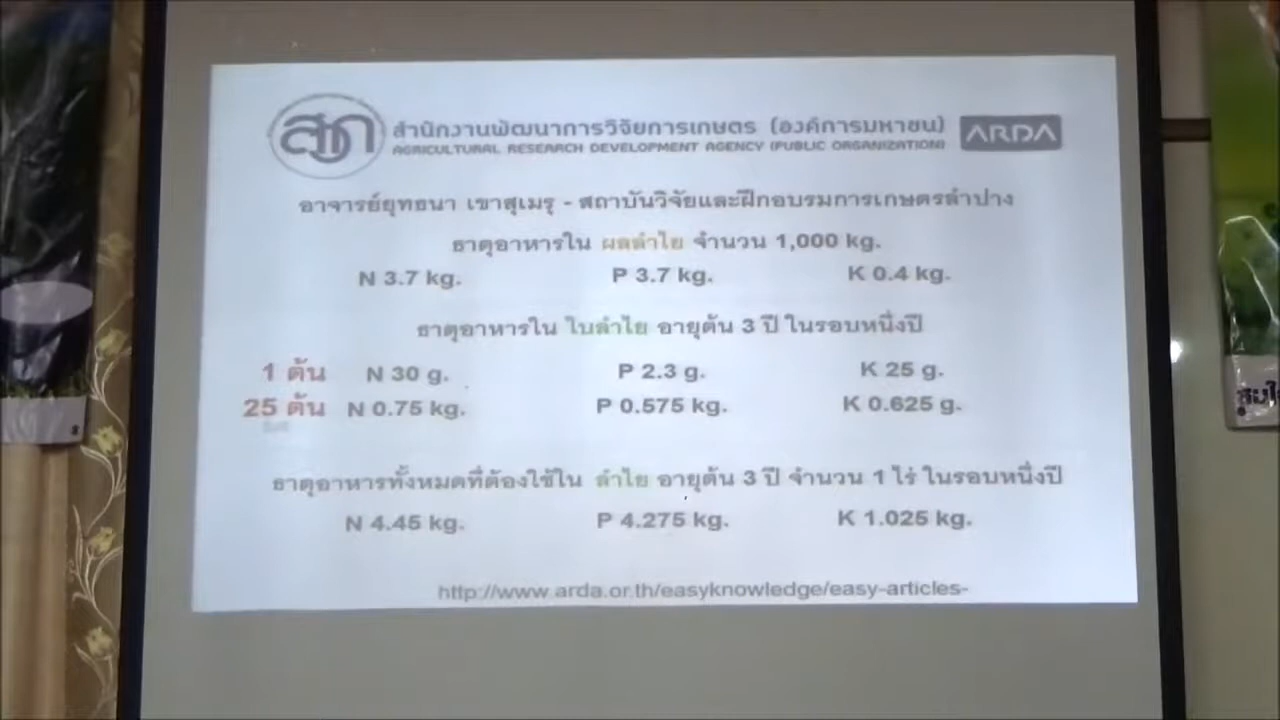 สวก สำนักงานพัฒนาการวิจัยการเกษตร (องค์การมหาชน) ARDA
AGRICULTURAL RESEARCH DEVELOPMENT AGENCY (PUBLIC ORGANIZATION)
อาจารย์ยุทธนา เขาสุเมรุ - สถาบันวิจัยและฝึกอบรมการเกษตรลำปาง
ธาตุอาหารใน ผลลำไย จำนวน 1,000 kg.
N 3.7 kg. P 3.7 kg. K 0.4 kg.
ธาตุอาหารใน ใบลำไย อายุต้น 3 ปี ในรอบหนึ่งปี
1 ต้น N 30 g. P 2.3 g. K 25 g.
25 ต้น N 0.75 kg. P 0.575 kg. K 0.625 g.
ธาตุอาหารทั้งหมดที่ต้องใช้ใน ลำไย อายุต้น 3 ปี จำนวน 1 ไร่ ในรอบหนึ่งปี
N 4.45 kg. P 4.275 kg. K 1.025 kg.
http://www.arda.or.th/easyknowledge/easy-articles-